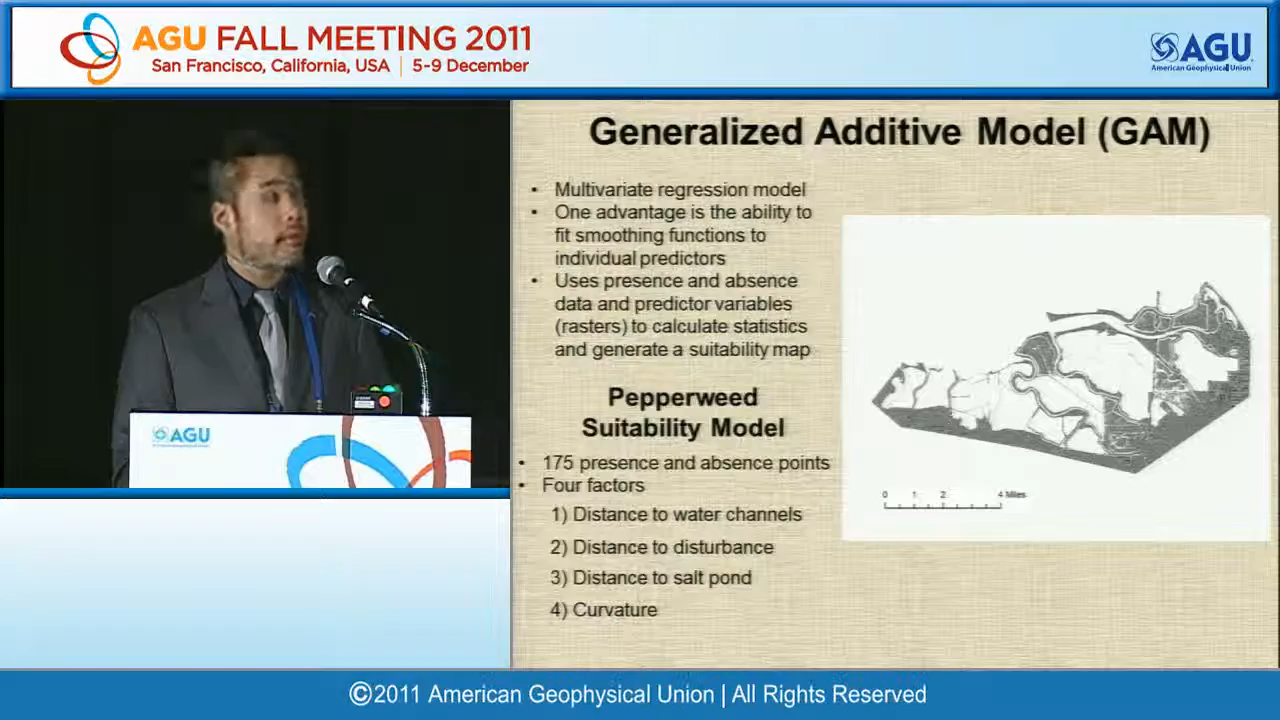 AGU FALL MEETING 2011
San Francisco, California, USA | 5-9 December
AGU
American Geophysical Union
AGU
Generalized Additive Model (GAM)
• Multivariate regression model
• One advantage is the ability to
fit smoothing functions to
individual predictors
• Uses presence and absence
data and predictor variables
(rasters) to calculate statistics
and generate a suitability map
Pepperweed
Suitability Model
• 175 presence and absence points
• Four factors
1) Distance to water channels
2) Distance to disturbance
3) Distance to salt pond
4) Curvature
0 1 2 4 Miles
©2011 American Geophysical Union | All Rights Reserved